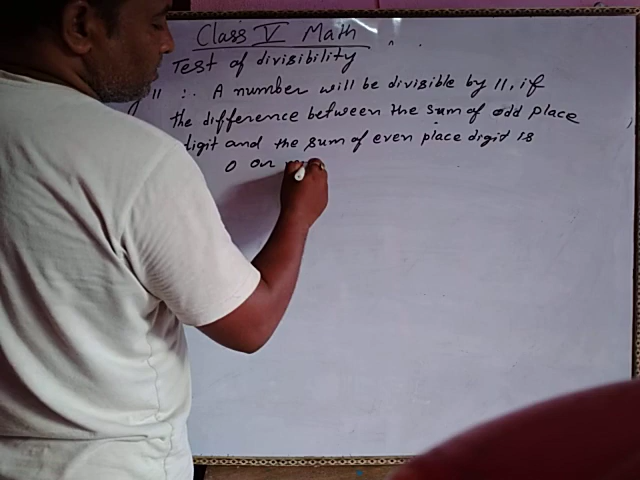 Class V Math
Test of divisibility
y 11 :. A number will be divisible by 11, if
the difference between the sum of odd place
digit and the sum of even place digit is
0 or